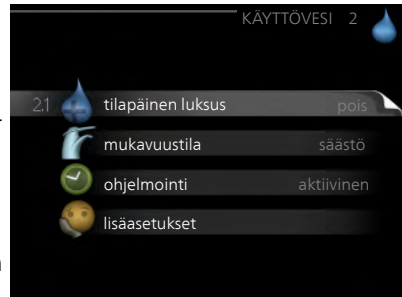 KÄYTTÖVESI 2
2.1 tilapäinen luksus pois
mukavuustila säästö
ohjelmointi aktiivinen
lisäasetukset